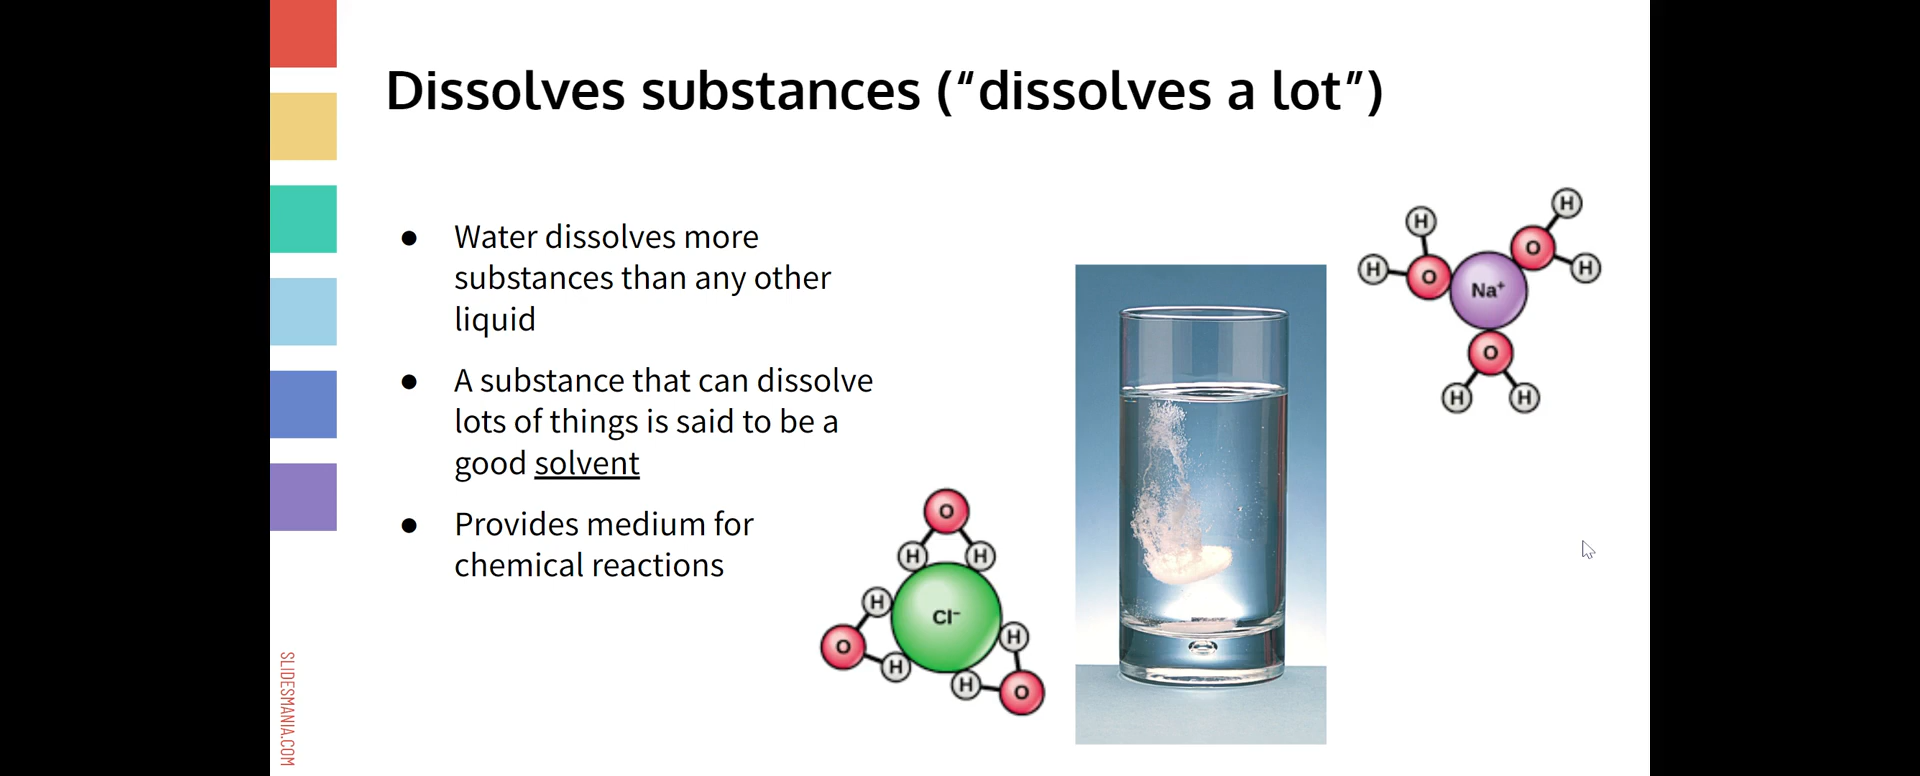 Dissolves substances (“dissolves a lot”)
● Water dissolves more
substances than any other
liquid
● A substance that can dissolve
lots of things is said to be a
good solvent
● Provides medium for
chemical reactions
H
H
H
O
O
H
Na⁺
O
H
H
O
H
H
H
Cl⁻
H
O
H
H
O
SLIDESMANIA.COM